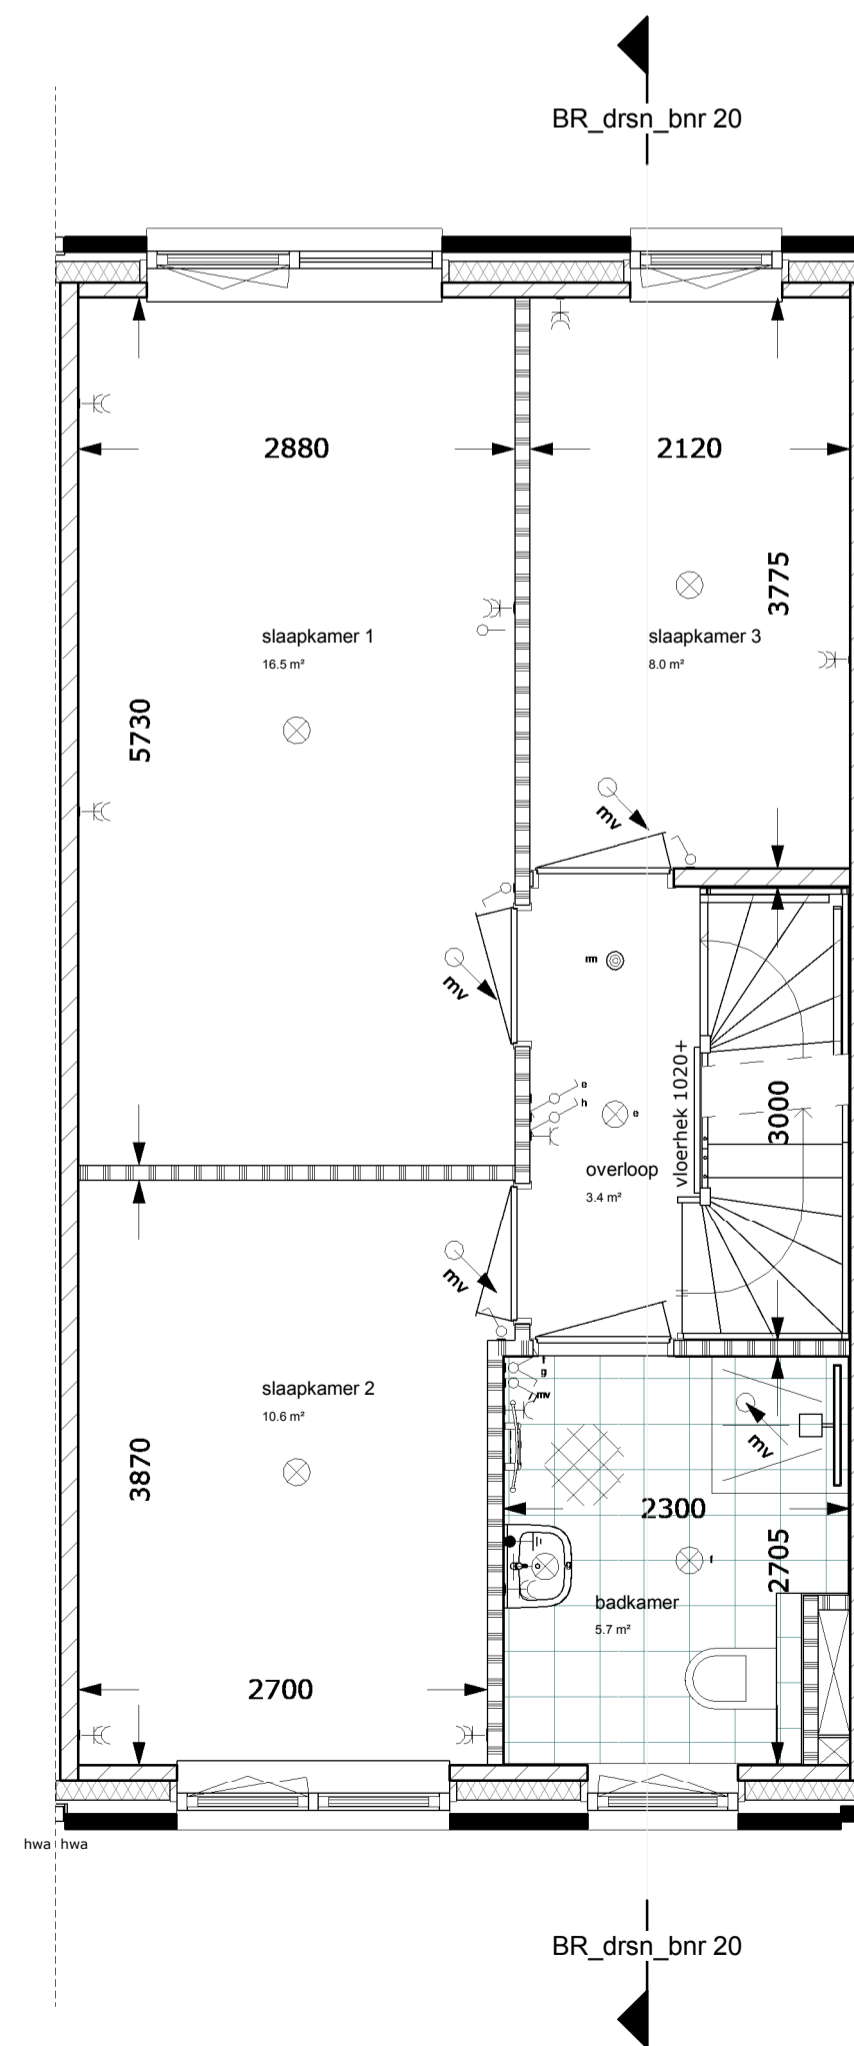 BR_drsn_bnr 20
2880
2120
3775
slaapkamer 1
16.5 m²
slaapkamer 3
8.0 m²
5730
mv
mv
rm
vloerhek 1020+
e
h
e
3000
overloop
3.4 m²
mv
f
g
mv
mv
slaapkamer 2
10.6 m²
3870
2300
2705
f
g
badkamer
5.7 m²
2700
hwa
hwa
BR_drsn_bnr 20